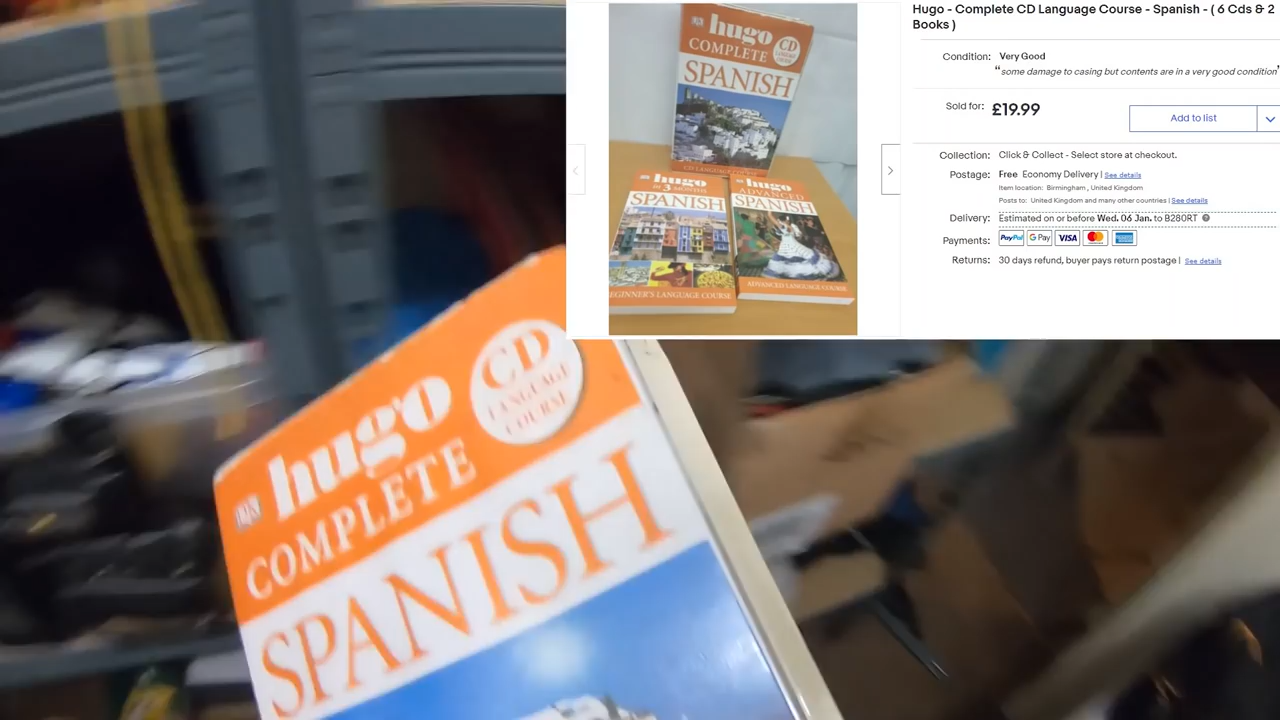 Hugo - Complete CD Language Course - Spanish - ( 6 Cds & 2
Books )
Condition: Very Good
“some damage to casing but contents are in a very good condition”
Sold for: £19.99
Add to list
Collection: Click & Collect - Select store at checkout.
Postage: Free Economy Delivery | See details
Item location: Birmingham , United Kingdom
Posts to: United Kingdom and many other countries | See details
Delivery: Estimated on or before Wed. 06 Jan. to B280RT
Payments: PayPal G Pay VISA
Returns: 30 days refund, buyer pays return postage | See details
hugo
COMPLETE
CD
SPANISH
hugo
in 3 MONTHS
SPANISH
BEGINNER'S LANGUAGE COURSE
hugo
ADVANCED
SPANISH
ADVANCED LANGUAGE COURSE
DK
hugo
COMPLETE
CD
LANGUAGE
COURSE
SPANISH